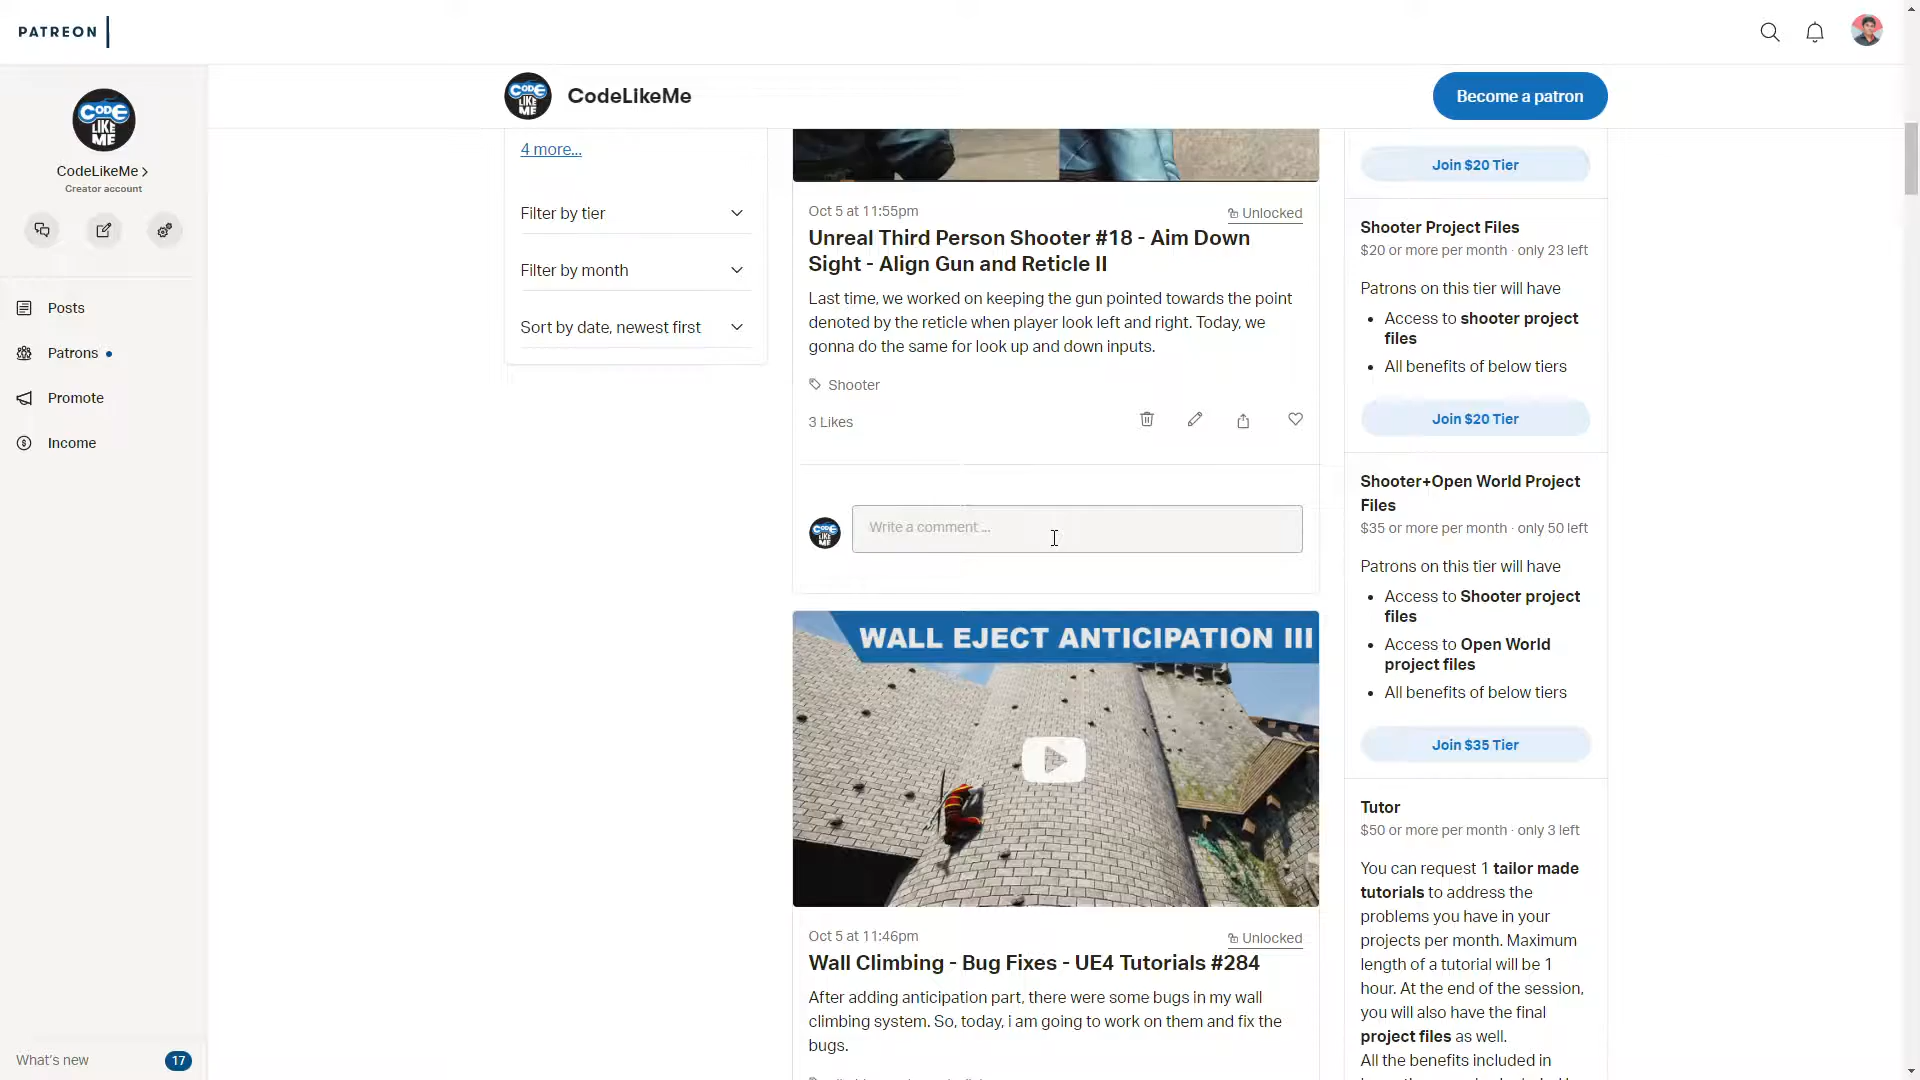 PATREON
CODE
LIKE
ME
CodeLikeMe
Creator account
Posts
Patrons
Promote
Income
What's new
17
CODE
LIKE
ME
CodeLikeMe
Become a patron
4 more...
Filter by tier
Filter by month
Sort by date, newest first
Oct 5 at 11:55pm
Unlocked
Unreal Third Person Shooter #18 - Aim Down
Sight - Align Gun and Reticle II
Last time, we worked on keeping the gun pointed towards the point
denoted by the reticle when player look left and right. Today, we
gonna do the same for look up and down inputs.
Shooter
3 Likes
CODE
LIKE
ME
Write a comment ...
WALL EJECT ANTICIPATION III
Oct 5 at 11:46pm
Unlocked
Wall Climbing - Bug Fixes - UE4 Tutorials #284
After adding anticipation part, there were some bugs in my wall
climbing system. So, today, i am going to work on them and fix the
bugs.
Join $20 Tier
Shooter Project Files
$20 or more per month · only 23 left
Patrons on this tier will have
• Access to shooter project
files
• All benefits of below tiers
Join $20 Tier
Shooter+Open World Project
Files
$35 or more per month · only 50 left
Patrons on this tier will have
• Access to Shooter project
files
• Access to Open World
project files
• All benefits of below tiers
Join $35 Tier
Tutor
$50 or more per month · only 3 left
You can request 1 tailor made
tutorials to address the
problems you have in your
projects per month. Maximum
length of a tutorial will be 1
hour. At the end of the session,
you will also have the final
project files as well.
All the benefits included in